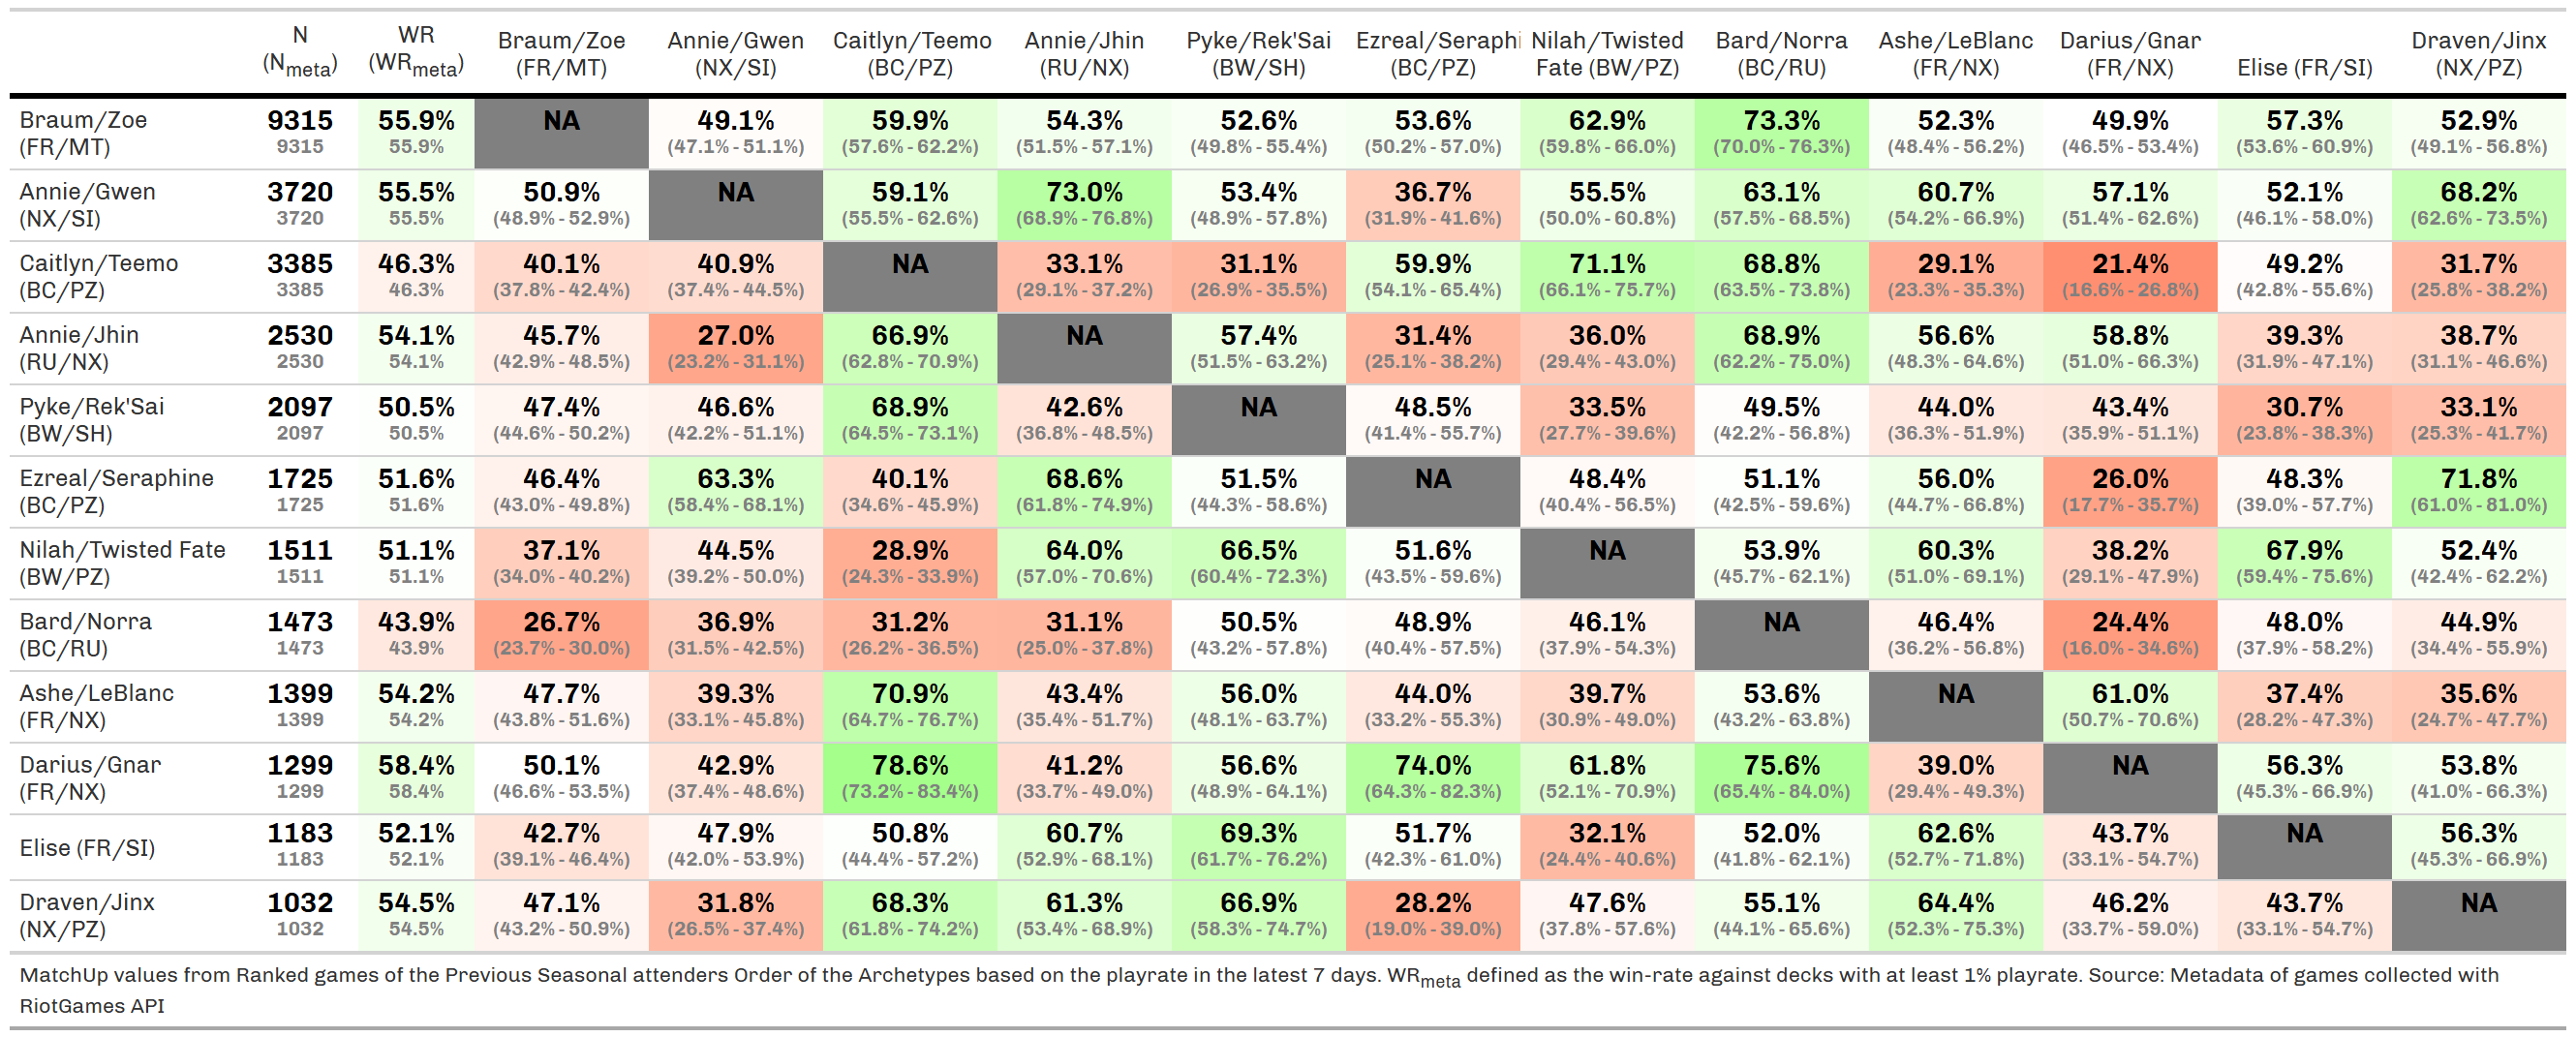 N WR Braum/Zoe Annie/Gwen Caitlyn/Teemo Annie/Jhin Pyke/Rek'Sai Ezreal/Seraphi Nilah/Twisted Bard/Norra Ashe/LeBlanc Darius/Gnar Draven/Jinx
(Nmeta) (WRmeta) (FR/MT) (NX/SI) (BC/PZ) (RU/NX) (BW/SH) (BC/PZ) Fate (BW/PZ) (BC/RU) (FR/NX) (FR/NX) Elise (FR/SI) (NX/PZ)
Braum/Zoe 9315 55.9% NA 49.1% 59.9% 54.3% 52.6% 53.6% 62.9% 73.3% 52.3% 49.9% 57.3% 52.9%
(FR/MT) 9315 55.9% (47.1% - 51.1%) (57.6% - 62.2%) (51.5% - 57.1%) (49.8% - 55.4%) (50.2% - 57.0%) (59.8% - 66.0%) (70.0% - 76.3%) (48.4% - 56.2%) (46.5% - 53.4%) (53.6% - 60.9%) (49.1% - 56.8%)
Annie/Gwen 3720 55.5% 50.9% NA 59.1% 73.0% 53.4% 36.7% 55.5% 63.1% 60.7% 57.1% 52.1% 68.2%
(NX/SI) 3720 55.5% (48.9% - 52.9%) (55.5% - 62.6%) (68.9% - 76.8%) (48.9% - 57.8%) (31.9% - 41.6%) (50.0% - 60.8%) (57.5% - 68.5%) (54.2% - 66.9%) (51.4% - 62.6%) (46.1% - 58.0%) (62.6% - 73.5%)
Caitlyn/Teemo 3385 46.3% 40.1% 40.9% NA 33.1% 31.1% 59.9% 71.1% 68.8% 29.1% 21.4% 49.2% 31.7%
(BC/PZ) 3385 46.3% (37.8% - 42.4%) (37.4% - 44.5%) (29.1% - 37.2%) (26.9% - 35.5%) (54.1% - 65.4%) (66.1% - 75.7%) (63.5% - 73.8%) (23.3% - 35.3%) (16.6% - 26.8%) (42.8% - 55.6%) (25.8% - 38.2%)
Annie/Jhin 2530 54.1% 45.7% 27.0% 66.9% NA 57.4% 31.4% 36.0% 68.9% 56.6% 58.8% 39.3% 38.7%
(RU/NX) 2530 54.1% (42.9% - 48.5%) (23.2% - 31.1%) (62.8% - 70.9%) (51.5% - 63.2%) (25.1% - 38.2%) (29.4% - 43.0%) (62.2% - 75.0%) (48.3% - 64.6%) (51.0% - 66.3%) (31.9% - 47.1%) (31.1% - 46.6%)
Pyke/Rek'Sai 2097 50.5% 47.4% 46.6% 68.9% 42.6% NA 48.5% 33.5% 49.5% 44.0% 43.4% 30.7% 33.1%
(BW/SH) 2097 50.5% (44.6% - 50.2%) (42.2% - 51.1%) (64.5% - 73.1%) (36.8% - 48.5%) (41.4% - 55.7%) (27.7% - 39.6%) (42.2% - 56.8%) (36.3% - 51.9%) (35.9% - 51.1%) (23.8% - 38.3%) (25.3% - 41.7%)
Ezreal/Seraphine 1725 51.6% 46.4% 63.3% 40.1% 68.6% 51.5% NA 48.4% 51.1% 56.0% 26.0% 48.3% 71.8%
(BC/PZ) 1725 51.6% (43.0% - 49.8%) (58.4% - 68.1%) (34.6% - 45.9%) (61.8% - 74.9%) (44.3% - 58.6%) (40.4% - 56.5%) (42.5% - 59.6%) (44.7% - 66.8%) (17.7% - 35.7%) (39.0% - 57.7%) (61.0% - 81.0%)
Nilah/Twisted Fate 1511 51.1% 37.1% 44.5% 28.9% 64.0% 66.5% 51.6% NA 53.9% 60.3% 38.2% 67.9% 52.4%
(BW/PZ) 1511 51.1% (34.0% - 40.2%) (39.2% - 50.0%) (24.3% - 33.9%) (57.0% - 70.6%) (60.4% - 72.3%) (43.5% - 59.6%) (45.7% - 62.1%) (51.0% - 69.1%) (29.1% - 47.9%) (59.4% - 75.6%) (42.4% - 62.2%)
Bard/Norra 1473 43.9% 26.7% 36.9% 31.2% 31.1% 50.5% 48.9% 46.1% NA 46.4% 24.4% 48.0% 44.9%
(BC/RU) 1473 43.9% (23.7% - 30.0%) (31.5% - 42.5%) (26.2% - 36.5%) (25.0% - 37.8%) (43.2% - 57.8%) (40.4% - 57.5%) (37.9% - 54.3%) (36.2% - 56.8%) (16.0% - 34.6%) (37.9% - 58.2%) (34.4% - 55.9%)
Ashe/LeBlanc 1399 54.2% 47.7% 39.3% 70.9% 43.4% 56.0% 44.0% 39.7% 53.6% NA 61.0% 37.4% 35.6%
(FR/NX) 1399 54.2% (43.8% - 51.6%) (33.1% - 45.8%) (64.7% - 76.7%) (35.4% - 51.7%) (48.1% - 63.7%) (33.2% - 55.3%) (30.9% - 49.0%) (43.2% - 63.8%) (50.7% - 70.6%) (28.2% - 47.3%) (24.7% - 47.7%)
Darius/Gnar 1299 58.4% 50.1% 42.9% 78.6% 41.2% 56.6% 74.0% 61.8% 75.6% 39.0% NA 56.3% 53.8%
(FR/NX) 1299 58.4% (46.6% - 53.5%) (37.4% - 48.6%) (73.2% - 83.4%) (33.7% - 49.0%) (48.9% - 64.1%) (64.3% - 82.3%) (52.1% - 70.9%) (65.4% - 84.0%) (29.4% - 49.3%) (45.3% - 66.9%) (41.0% - 66.3%)
Elise (FR/SI) 1183 52.1% 42.7% 47.9% 50.8% 60.7% 69.3% 51.7% 32.1% 52.0% 62.6% 43.7% NA 56.3%
1183 52.1% (39.1% - 46.4%) (42.0% - 53.9%) (44.4% - 57.2%) (52.9% - 68.1%) (61.7% - 76.2%) (42.3% - 61.0%) (24.4% - 40.6%) (41.8% - 62.1%) (52.7% - 71.8%) (33.1% - 54.7%) (45.3% - 66.9%)
Draven/Jinx 1032 54.5% 47.1% 31.8% 68.3% 61.3% 66.9% 28.2% 47.6% 55.1% 64.4% 46.2% 43.7% NA
(NX/PZ) 1032 54.5% (43.2% - 50.9%) (26.5% - 37.4%) (61.8% - 74.2%) (53.4% - 68.9%) (58.3% - 74.7%) (19.0% - 39.0%) (37.8% - 57.6%) (44.1% - 65.6%) (52.3% - 75.3%) (33.7% - 59.0%) (33.1% - 54.7%)
MatchUp values from Ranked games of the Previous Seasonal attenders Order of the Archetypes based on the playrate in the latest 7 days. WRmeta defined as the win-rate against decks with at least 1% playrate. Source: Metadata of games collected with
RiotGames API